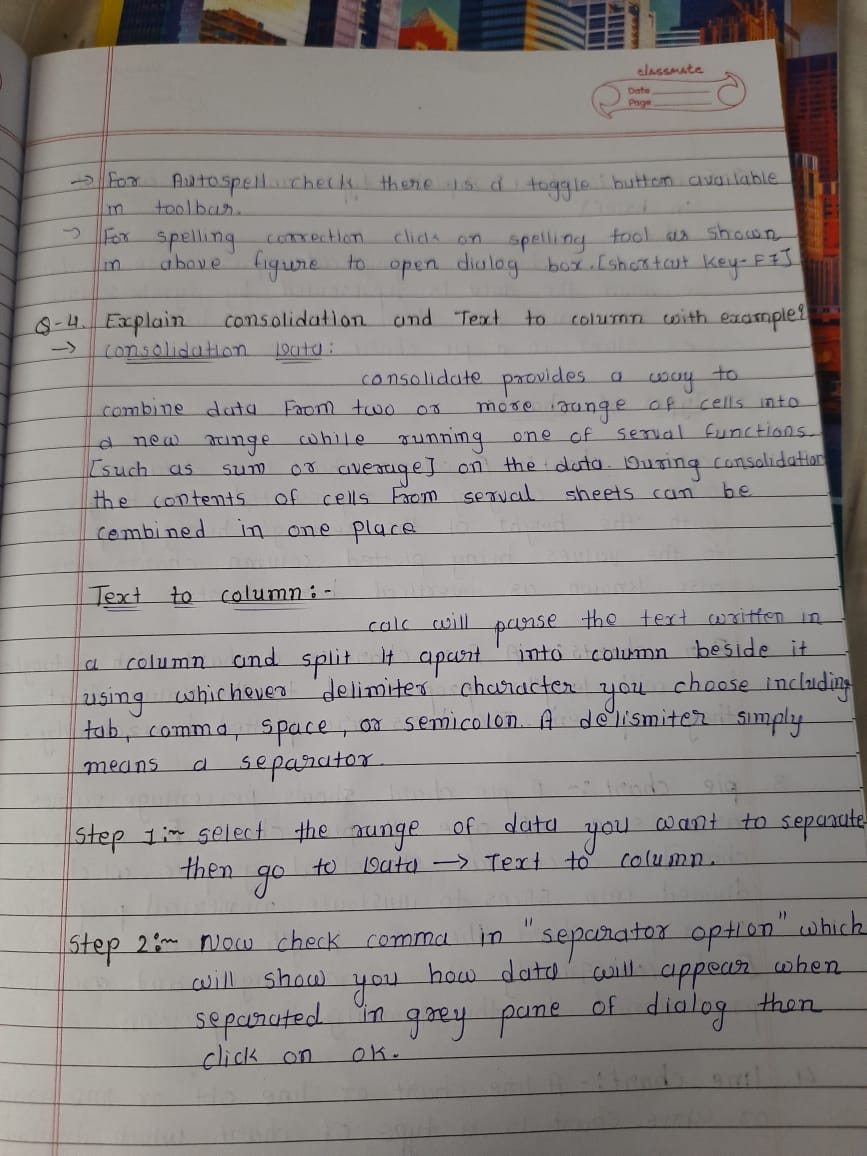 classmate
Date
Page
→ For Autospell check there is a toggle button available
in toolbar.
→ For spelling correction click on spelling tool as shown
in above figure to open dialog box. [shortcut key-F7]
Q-4. Explain consolidation and Text to column with example?
→ consolidation Data:
consolidate provides a way to
combine data From two or more range of cells into
a new range while running one of serval functions.
[such as sum or average] on the data. During consolidation
the contents of cells From serval sheets can be
combined in one place
Text to column:-
calc will parse the text written in
a column and split it apart into column beside it
using whichever delimiter character you choose including
tab, comma, space, or semicolon. A delismiter simply
means a separator.
Step 1:- select the range of data you want to separate
then go to Data → Text to column.
Step 2:- Now check comma in "separator option" which
will show you how data will appear when
separated in grey pane of dialog then
click on ok.